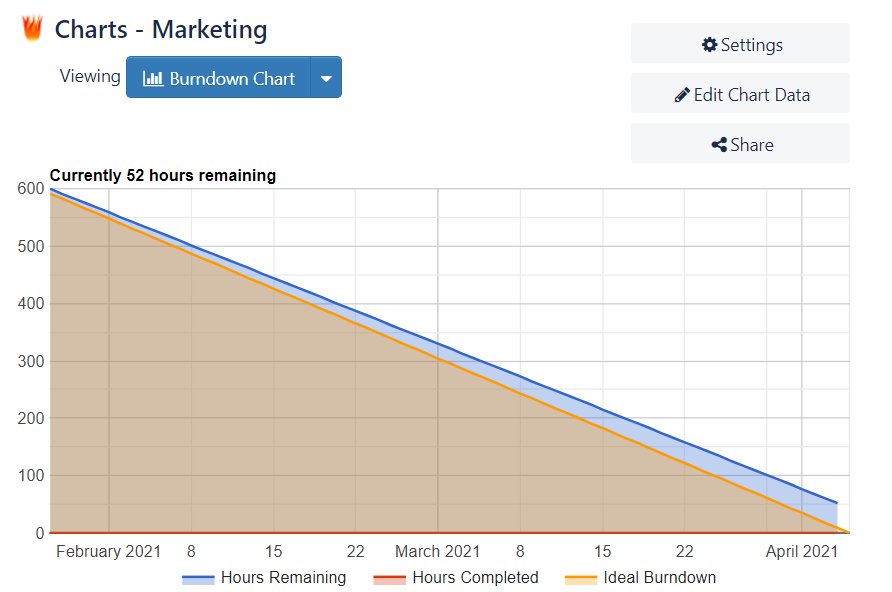 Charts - Marketing
Settings
Viewing Burndown Chart
Edit Chart Data
Share
Currently 52 hours remaining
600
500
400
300
200
100
0
February 2021 8 15 22 March 2021 8 15 22 April 2021
Hours Remaining Hours Completed Ideal Burndown